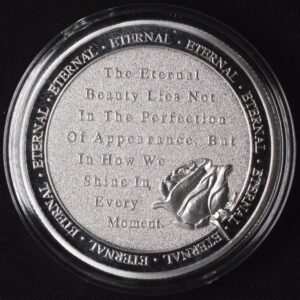 ETERNAL · ETERNAL · ETERNAL · ETERNAL · ETERNAL · ETERNAL · ETERNAL · ETERNAL · ETERNAL
The Eternal
Beauty Lies Not
In The Perfection
Of Appearance, But
In How We
Shine In
Every
Moment.